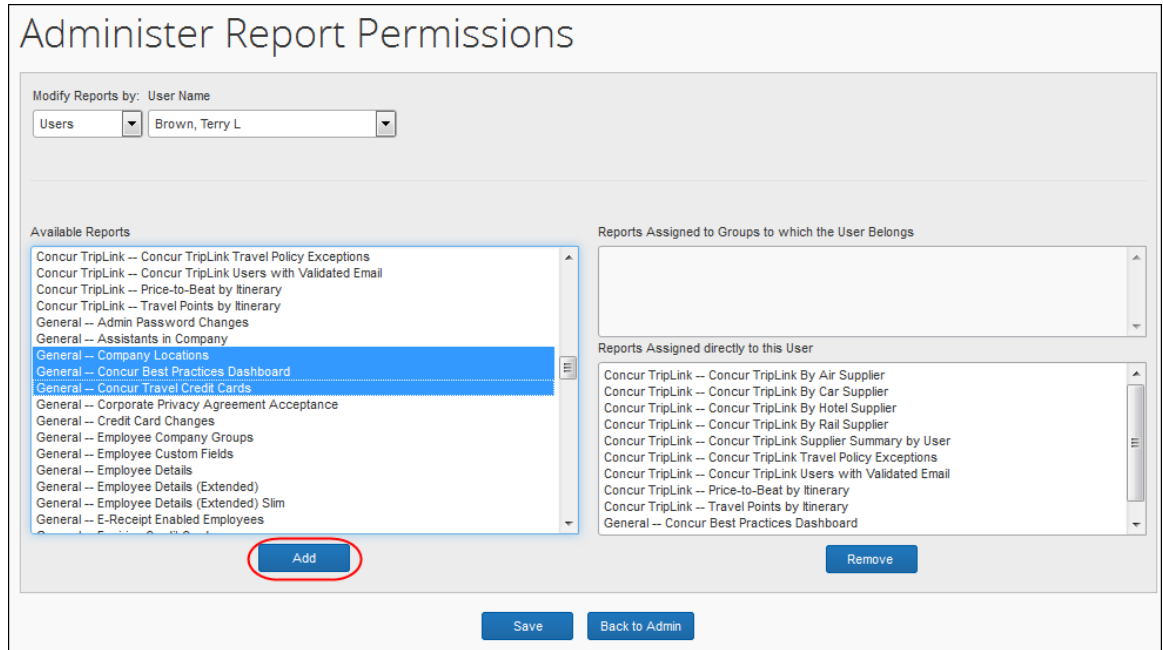 Administer Report Permissions
Modify Reports by: User Name
Users Brown, Terry L
Available Reports
Concur TripLink -- Concur TripLink Travel Policy Exceptions
Concur TripLink -- Concur TripLink Users with Validated Email
Concur TripLink -- Price-to-Beat by Itinerary
Concur TripLink -- Travel Points by Itinerary
General -- Admin Password Changes
General -- Assistants in Company
General -- Company Locations
General -- Concur Best Practices Dashboard
General -- Concur Travel Credit Cards
General -- Corporate Privacy Agreement Acceptance
General -- Credit Card Changes
General -- Employee Company Groups
General -- Employee Custom Fields
General -- Employee Details
General -- Employee Details (Extended)
General -- Employee Details (Extended) Slim
General -- E-Receipt Enabled Employees
Add
Reports Assigned to Groups to which the User Belongs
Reports Assigned directly to this User
Concur TripLink -- Concur TripLink By Air Supplier
Concur TripLink -- Concur TripLink By Car Supplier
Concur TripLink -- Concur TripLink By Hotel Supplier
Concur TripLink -- Concur TripLink By Rail Supplier
Concur TripLink -- Concur TripLink Supplier Summary by User
Concur TripLink -- Concur TripLink Travel Policy Exceptions
Concur TripLink -- Concur TripLink Users with Validated Email
Concur TripLink -- Price-to-Beat by Itinerary
Concur TripLink -- Travel Points by Itinerary
General -- Concur Best Practices Dashboard
Remove
Save Back to Admin